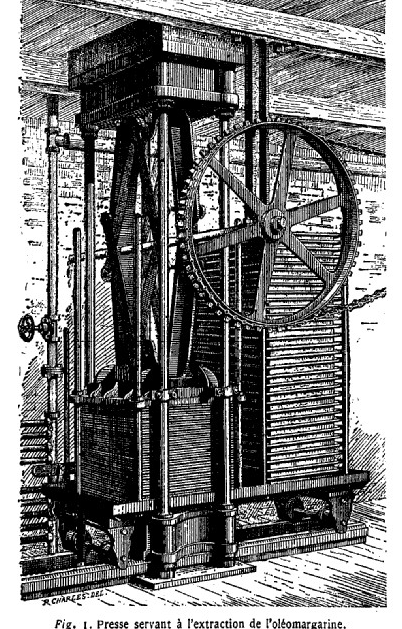 R CHARLES·DEL·
Fig. 1. Presse servant à l'extraction de l'oléomargarine.